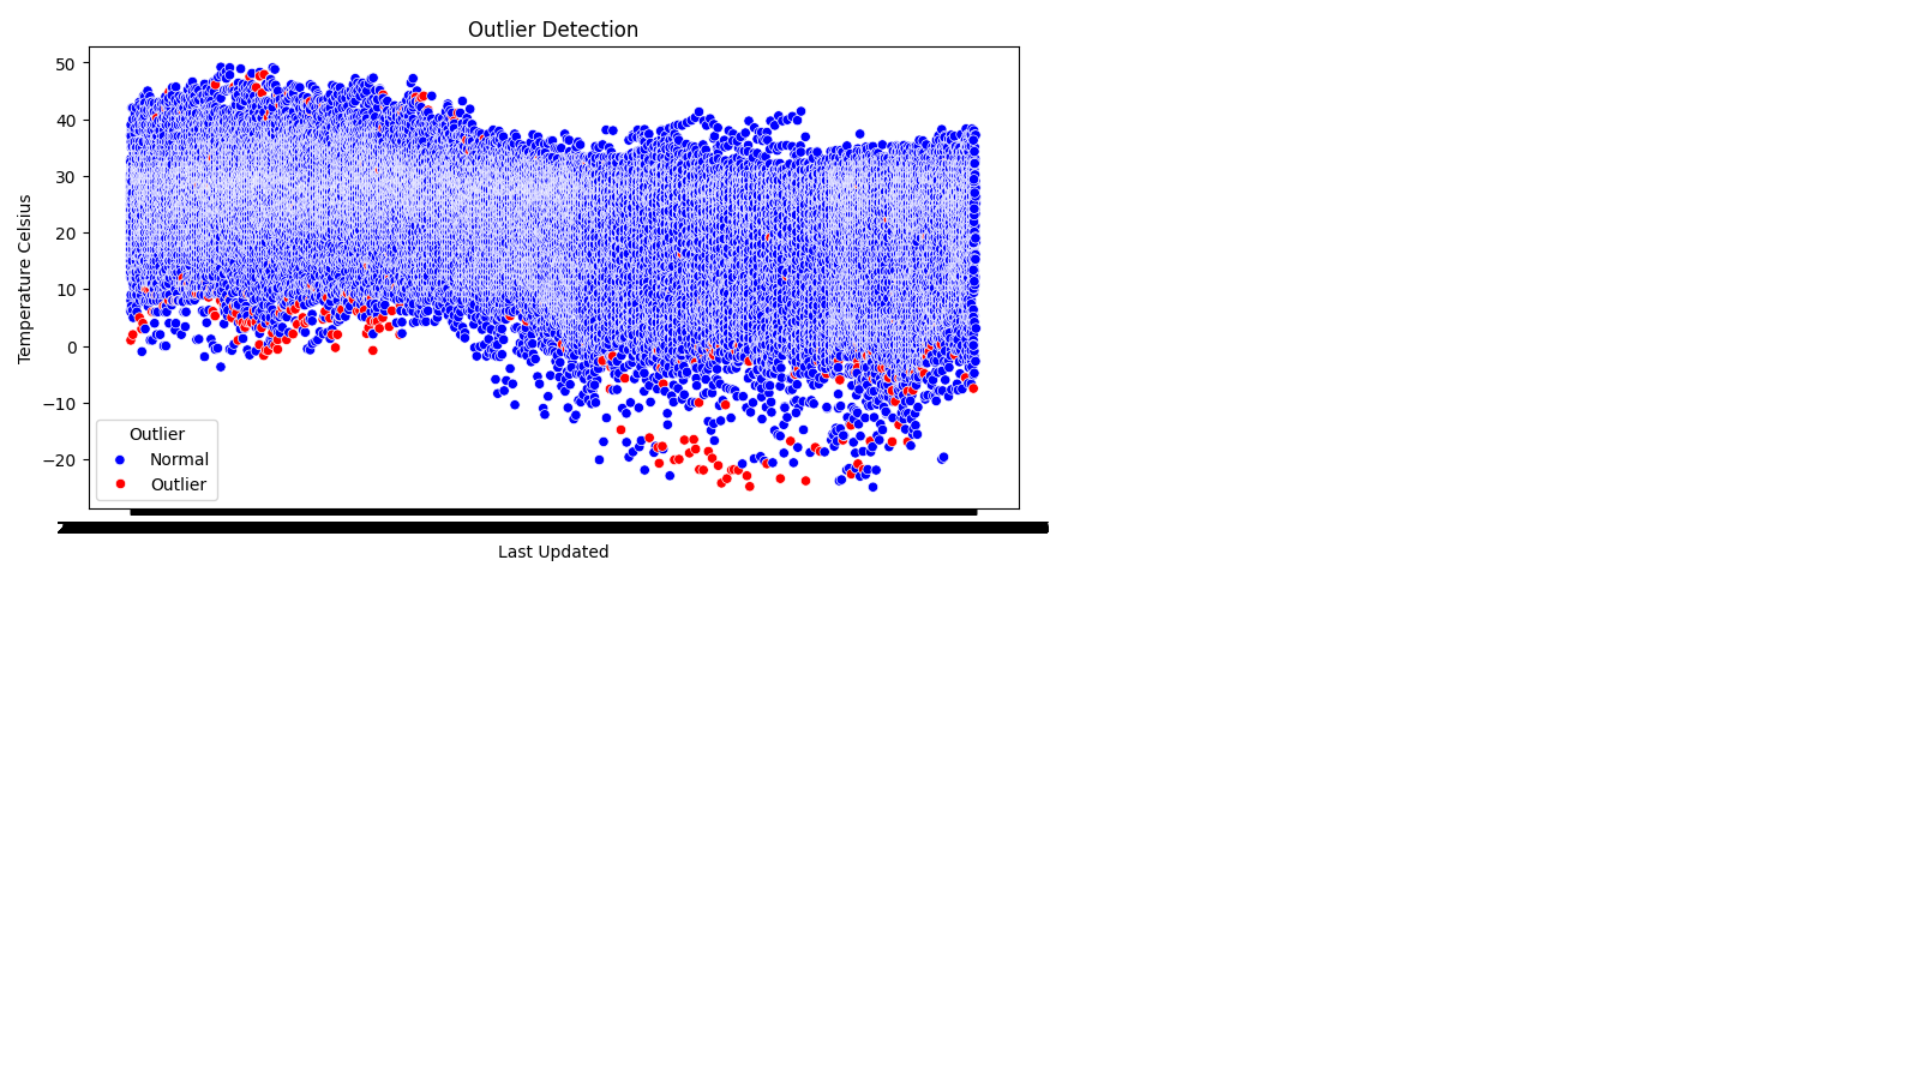 Outlier Detection
50
40
30
20
10
0
−10
−20
Temperature Celsius
Outlier
Normal
Outlier
Last Updated